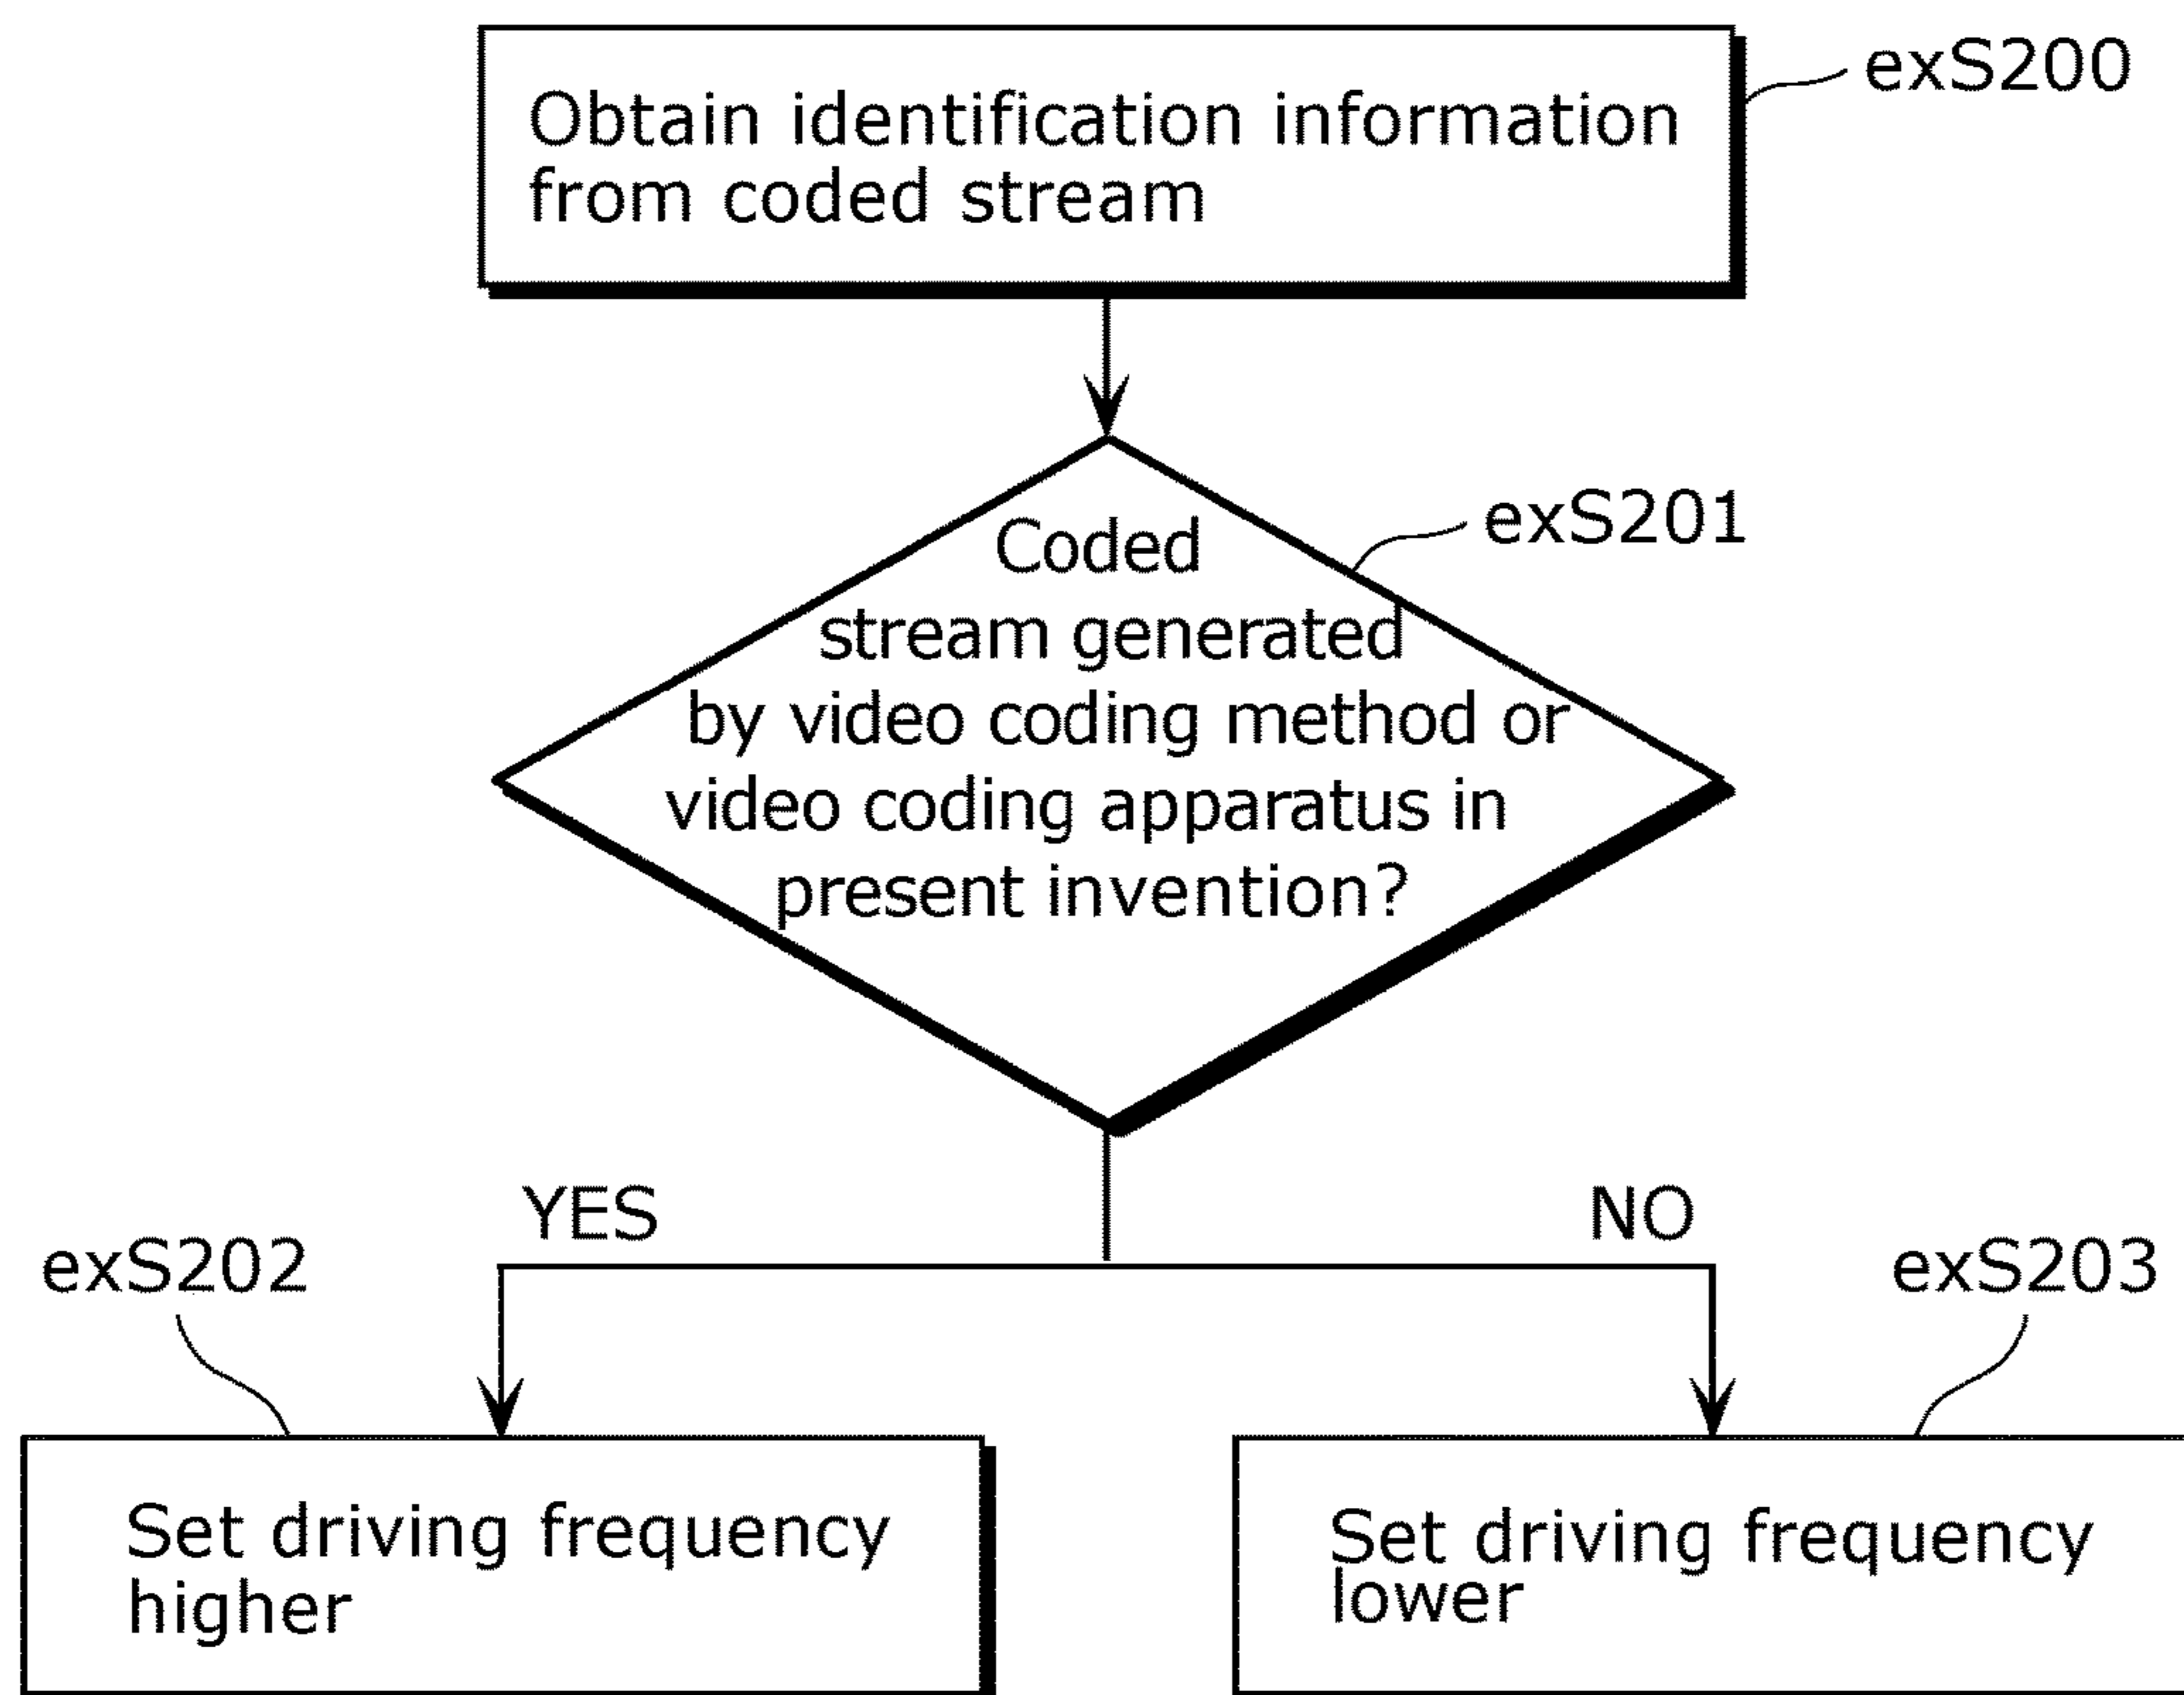 Obtain identification information
from coded stream
exS200
Coded
stream generated
by video coding method or
video coding apparatus in
present invention?
exS201
YES
NO
exS202
exS203
Set driving frequency
higher
Set driving frequency
lower